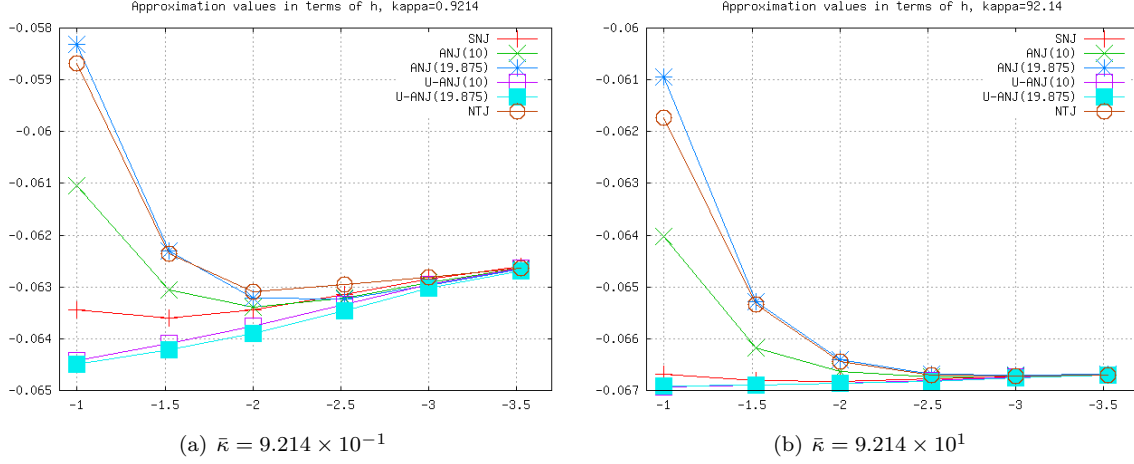 Approximation values in terms of h, kappa=0.9214
-0.058
-0.059
-0.06
-0.061
-0.062
-0.063
-0.064
-0.065
-1
-1.5
-2
-2.5
-3
-3.5
SNJ
ANJ(10)
ANJ(19.875)
U-ANJ(10)
U-ANJ(19.875)
NTJ
(a) κ̄ = 9.214 × 10⁻¹
Approximation values in terms of h, kappa=92.14
-0.06
-0.061
-0.062
-0.063
-0.064
-0.065
-0.066
-0.067
-1
-1.5
-2
-2.5
-3
-3.5
SNJ
ANJ(10)
ANJ(19.875)
U-ANJ(10)
U-ANJ(19.875)
NTJ
(b) κ̄ = 9.214 × 10¹